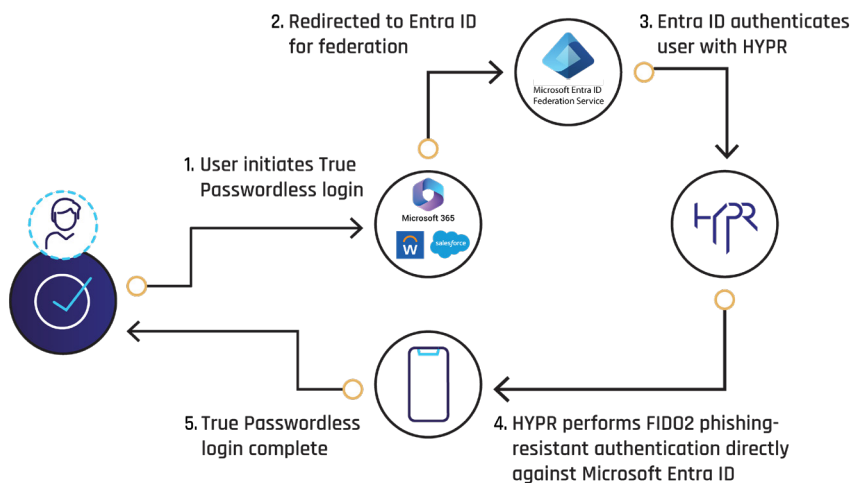 2. Redirected to Entra ID
for federation
3. Entra ID authenticates
user with HYPR
Microsoft Entra ID
Federation Service
1. User initiates True
Passwordless login
Microsoft 365
W
salesforce
HYPR
5. True Passwordless
login complete
4. HYPR performs FIDO2 phishing-
resistant authentication directly
against Microsoft Entra ID